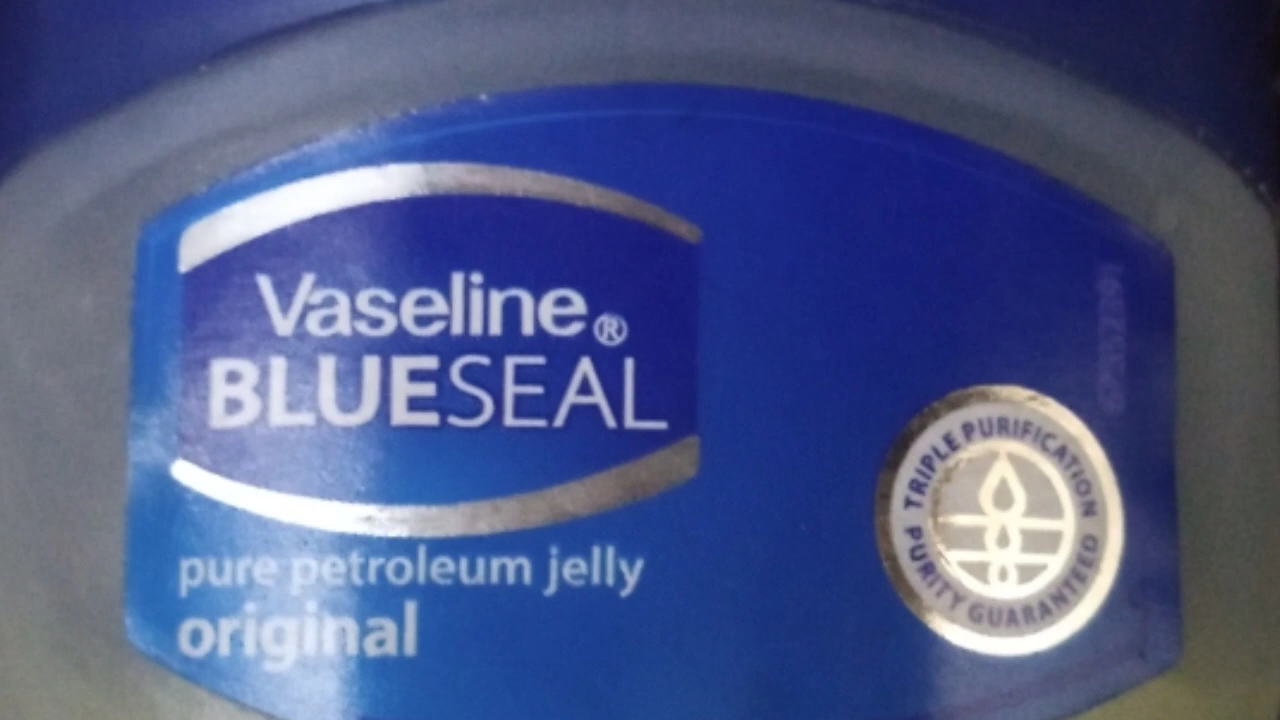 Vaseline®
BLUESEAL
pure petroleum jelly
original
TRIPLE PURIFICATION
PURITY GUARANTEED